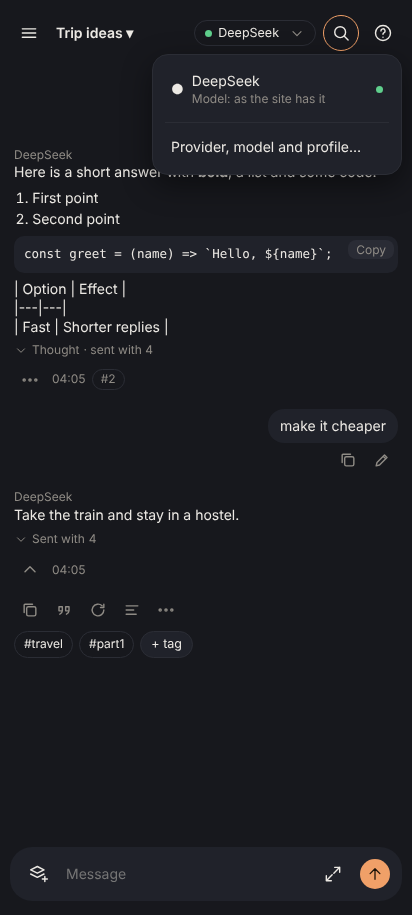 Trip ideas ▾
DeepSeek
DeepSeek
Model: as the site has it
Provider, model and profile...
DeepSeek
Here is a short answer with bold, a list and some code.
1. First point
2. Second point
const greet = (name) => `Hello, ${name}`;
Copy
| Option | Effect |
|---|---|
| Fast | Shorter replies |
Thought · sent with 4
04:05
#2
make it cheaper
DeepSeek
Take the train and stay in a hostel.
Sent with 4
04:05
#travel
#part1
+ tag
Message